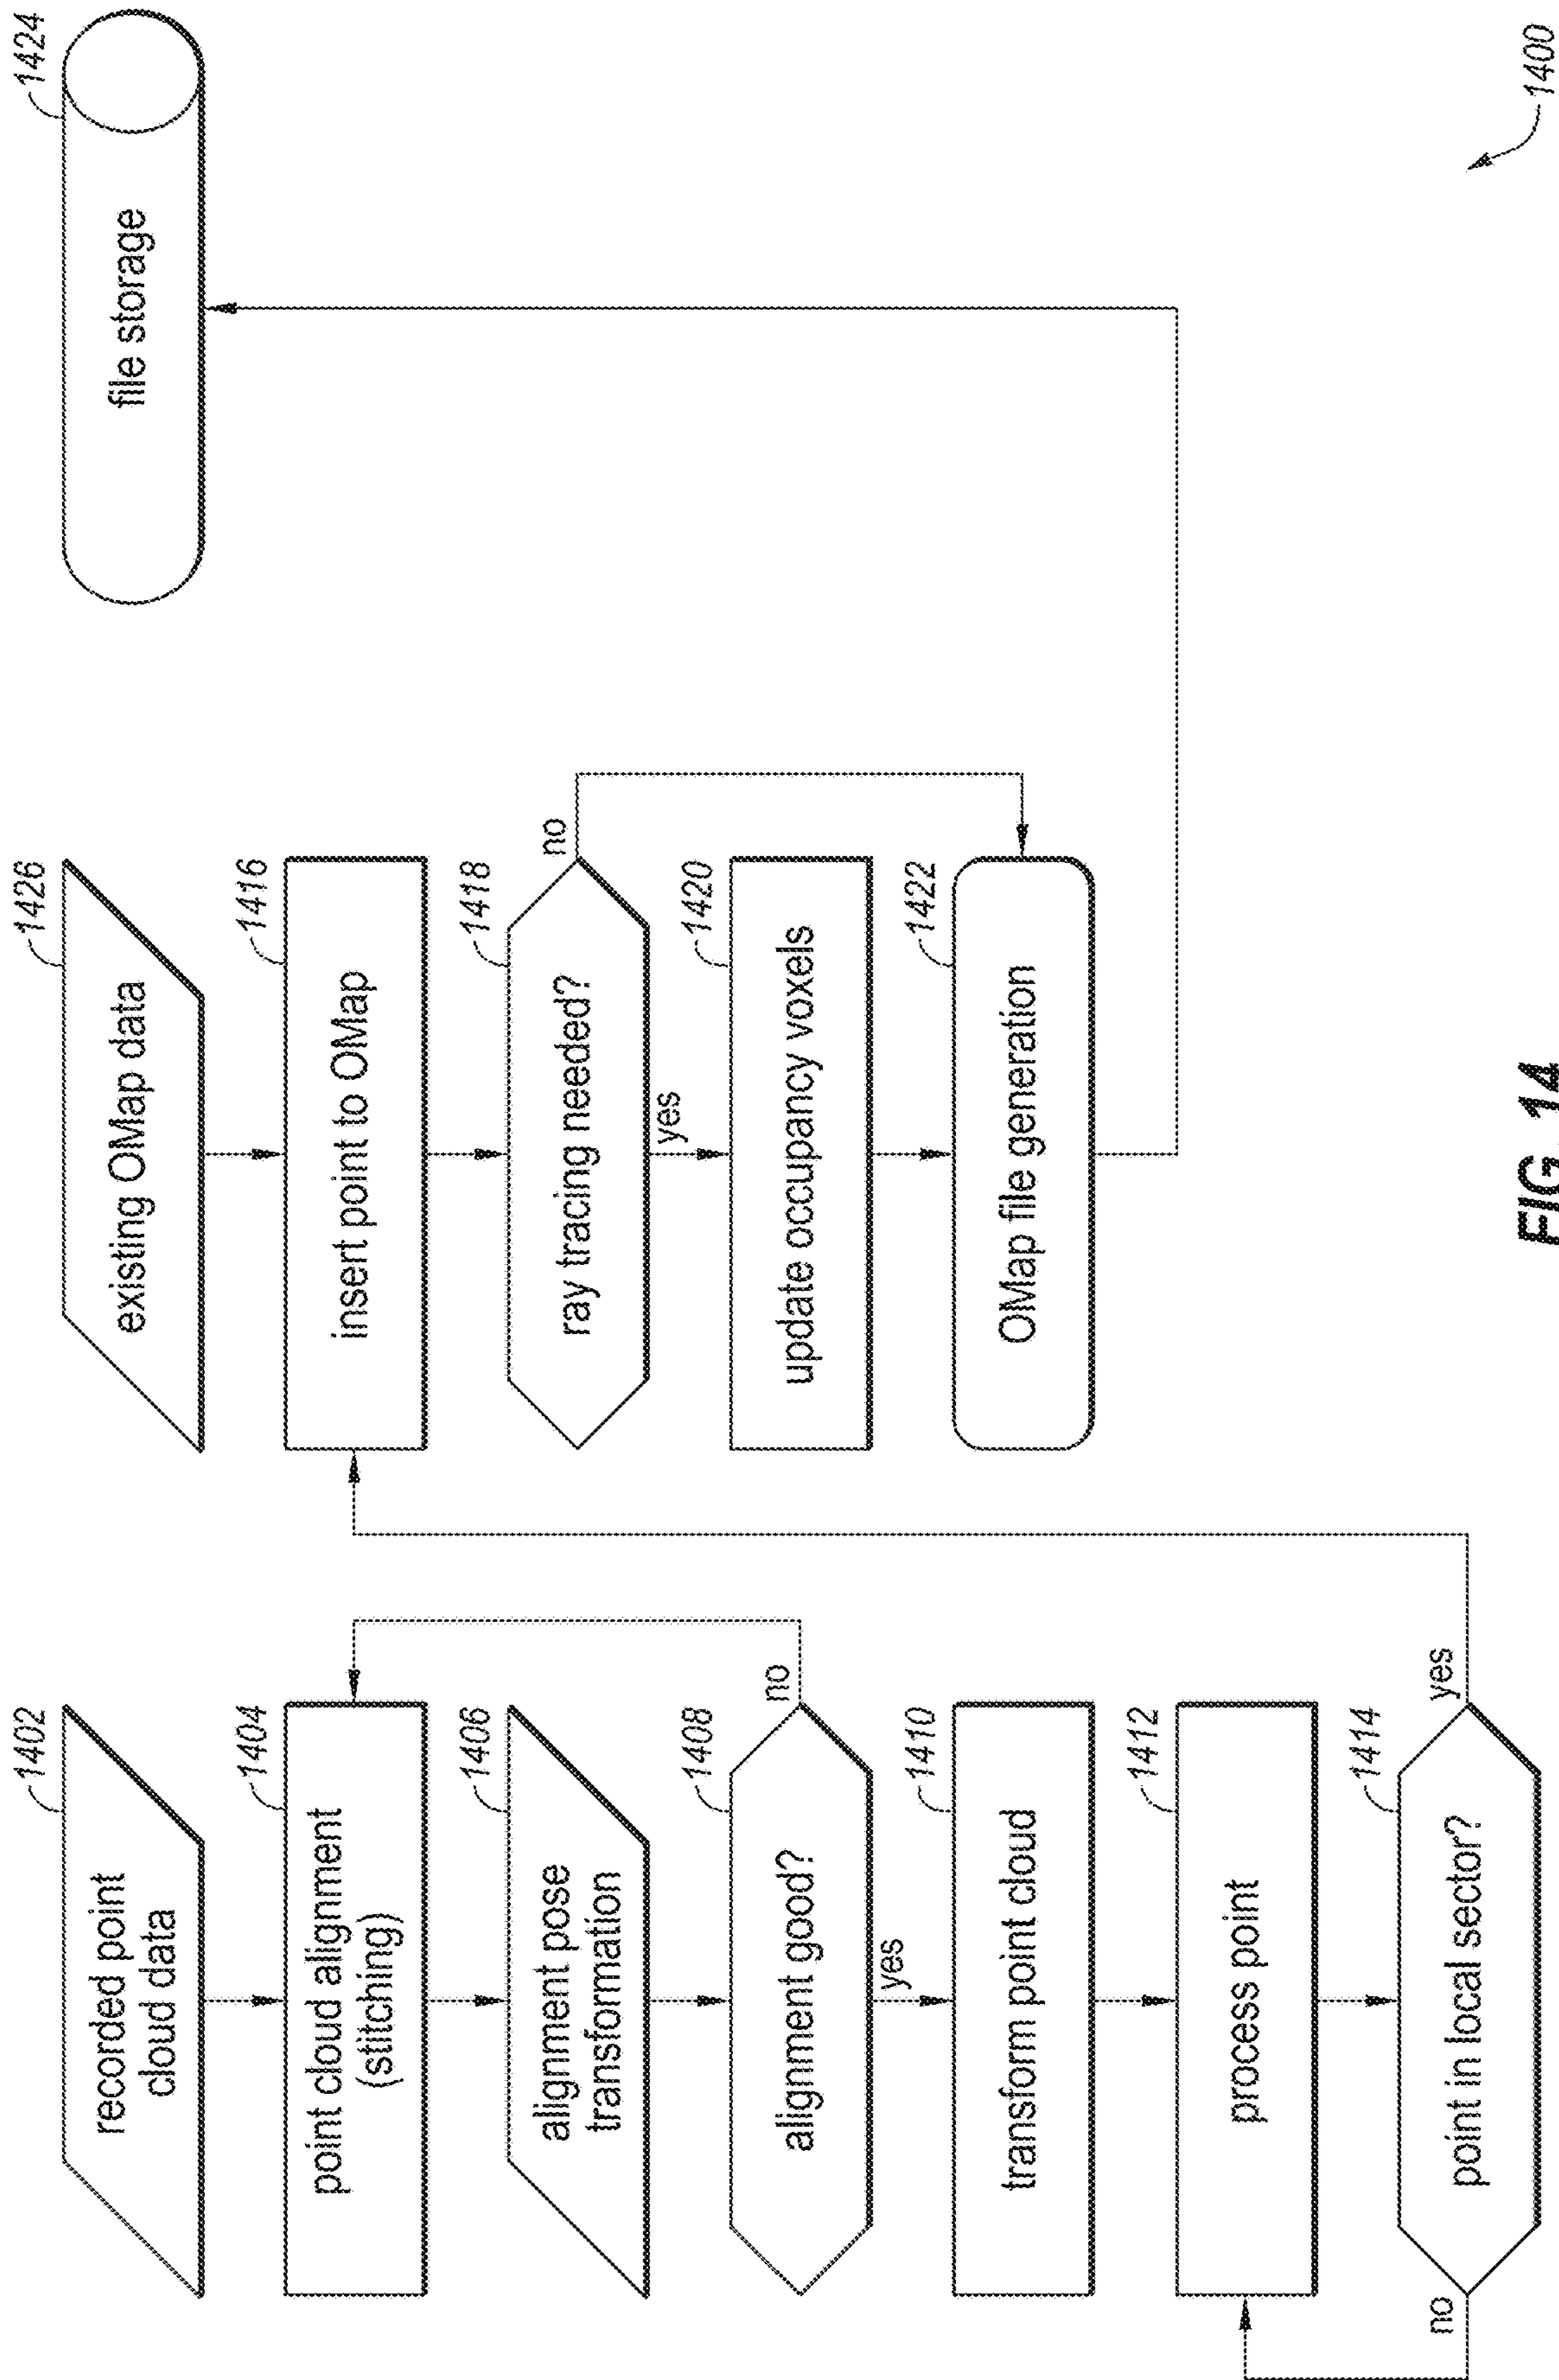 1402
recorded point
cloud data
1404
point cloud alignment
(stitching)
1406
alignment pose
transformation
1408
alignment good?
no
yes
1410
transform point cloud
1412
process point
1414
point in local sector?
no
yes
1426
existing OMap data
1416
insert point to OMap
1418
ray tracing needed?
no
yes
1420
update occupancy voxels
1422
OMap file generation
1424
file storage
1400
FIG. 14